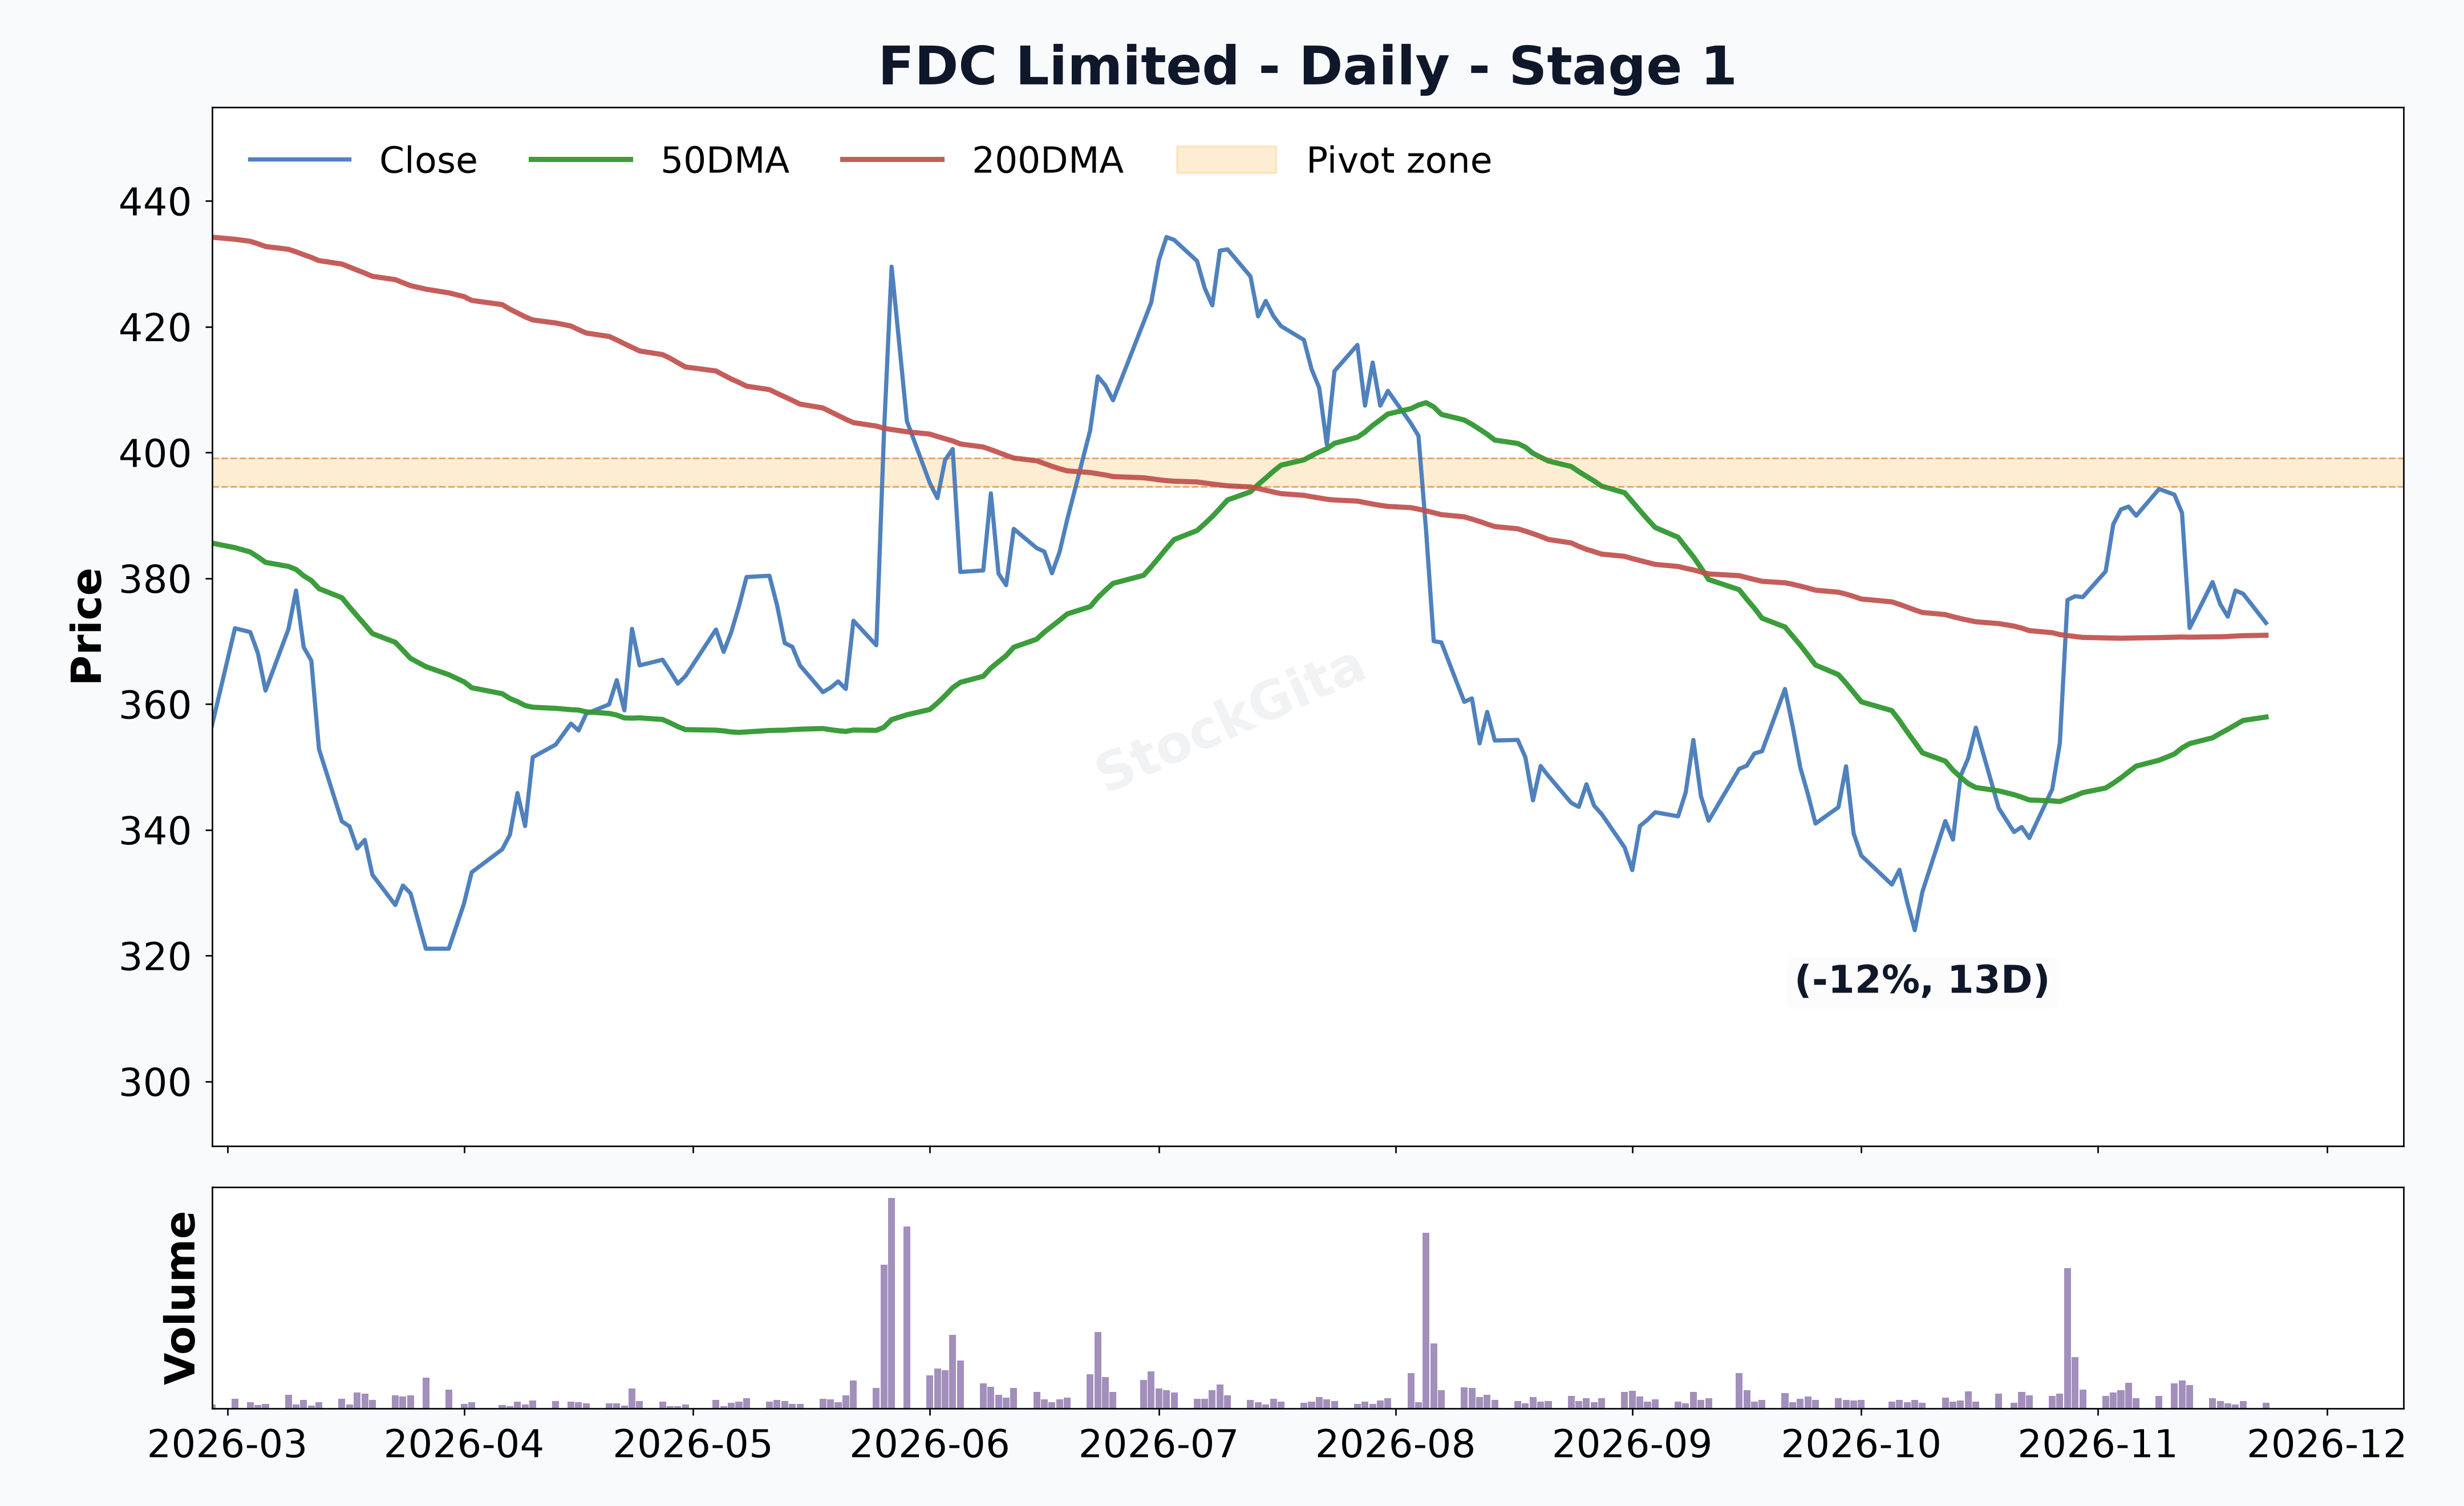 FDC Limited - Daily - Stage 1
Close 50DMA 200DMA Pivot zone
440
420
400
380
360
340
320
300
Price
StockGita
(-12%, 13D)
Volume
2026-03 2026-04 2026-05 2026-06 2026-07 2026-08 2026-09 2026-10 2026-11 2026-12